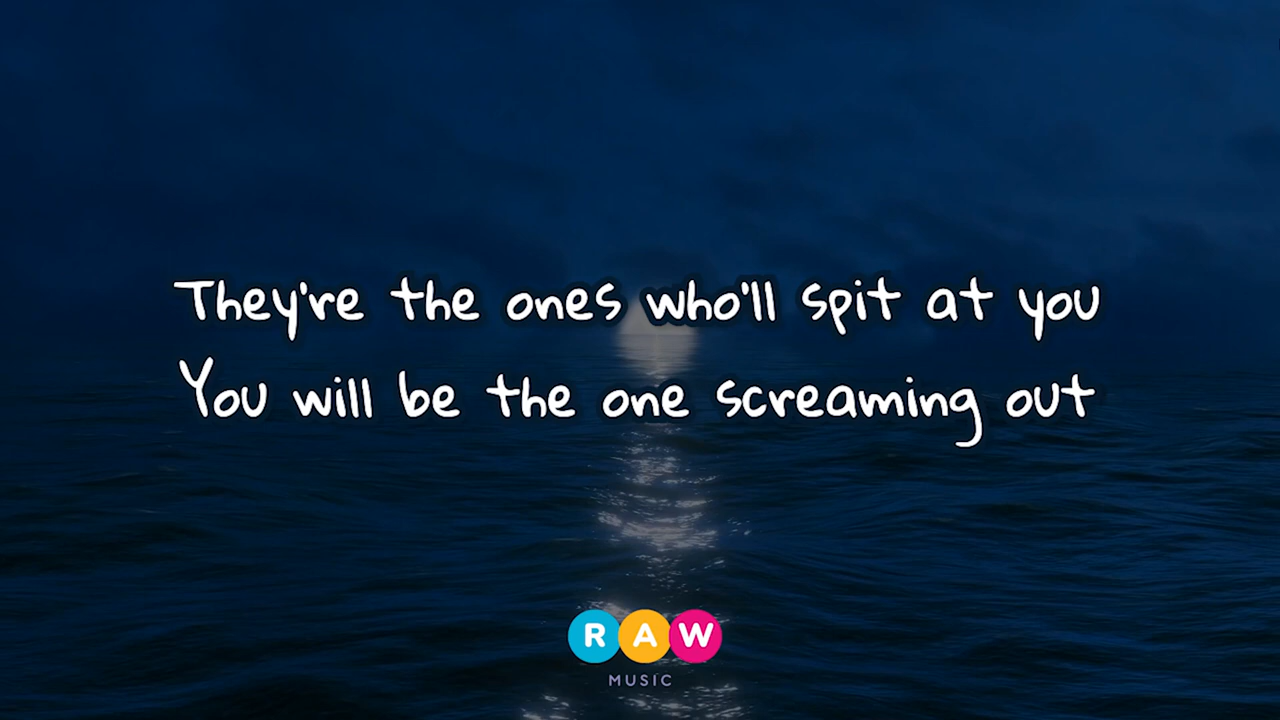 They're the ones who'll spit at you
You will be the one screaming out
RAW
MUSIC